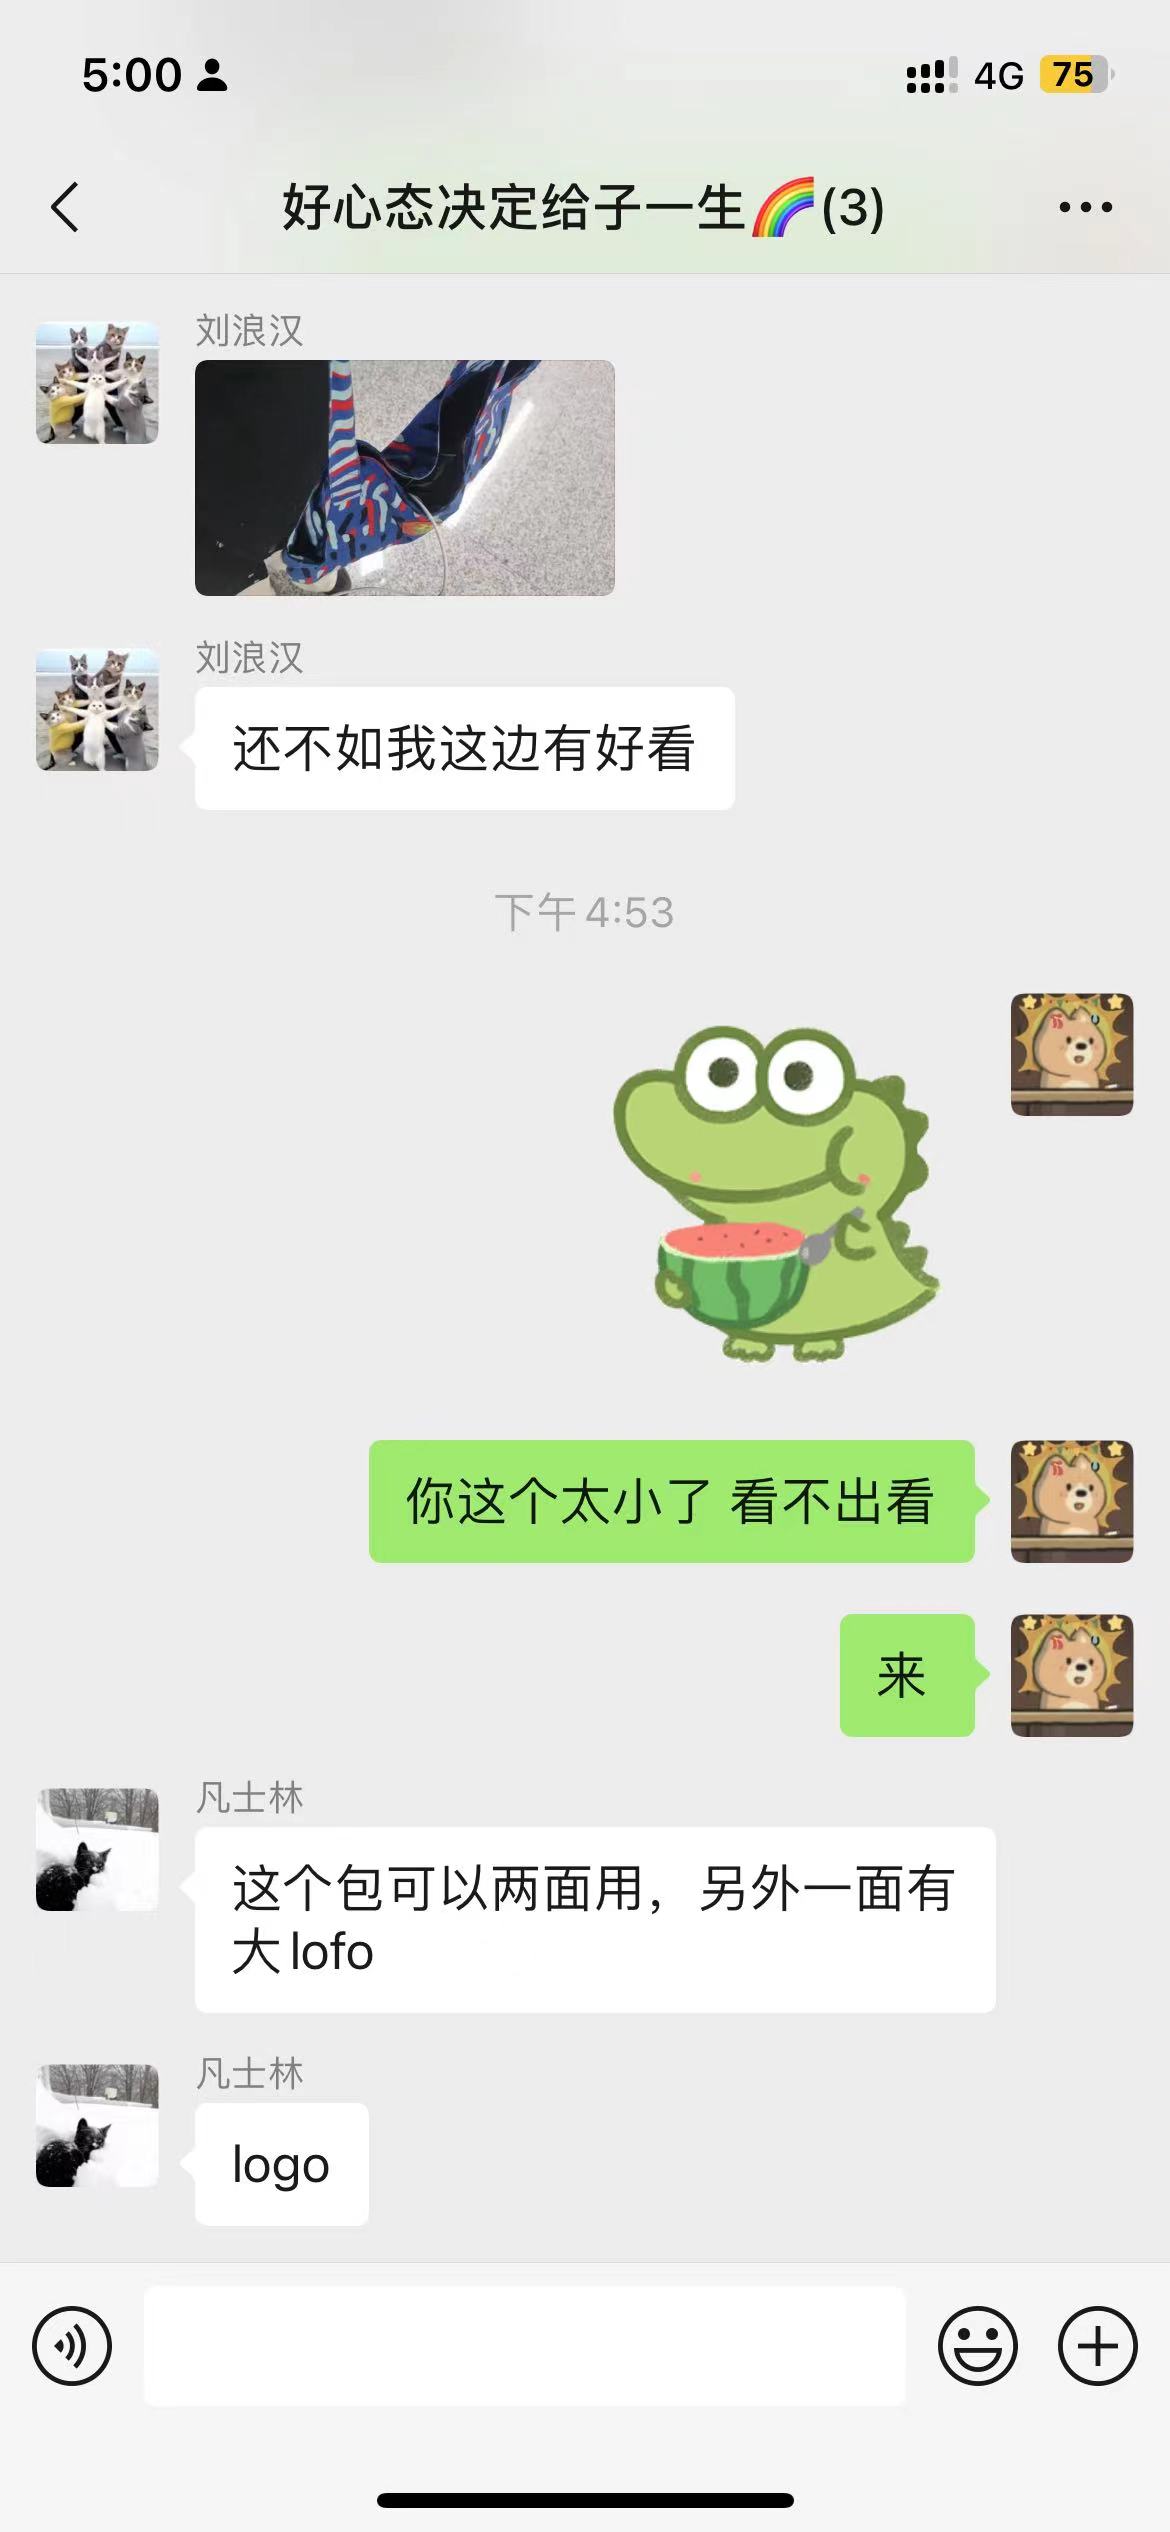 5:00
4G
75
好心态决定给子一生🌈(3)
刘浪汉
刘浪汉
还不如我这边有好看
下午4:53
你这个太小了 看不出看
来
凡士林
这个包可以两面用，另外一面有
大lofo
凡士林
logo